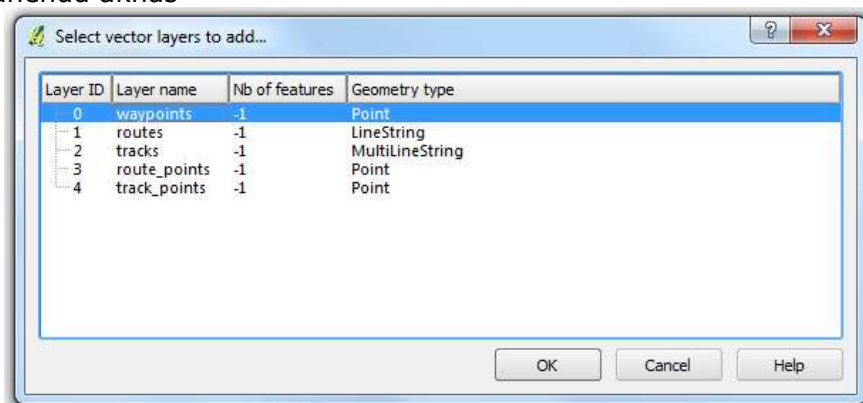 Select vector layers to add...
Layer ID Layer name Nb of features Geometry type
0 waypoints -1 Point
1 routes -1 LineString
2 tracks -1 MultiLineString
3 route_points -1 Point
4 track_points -1 Point
OK Cancel Help